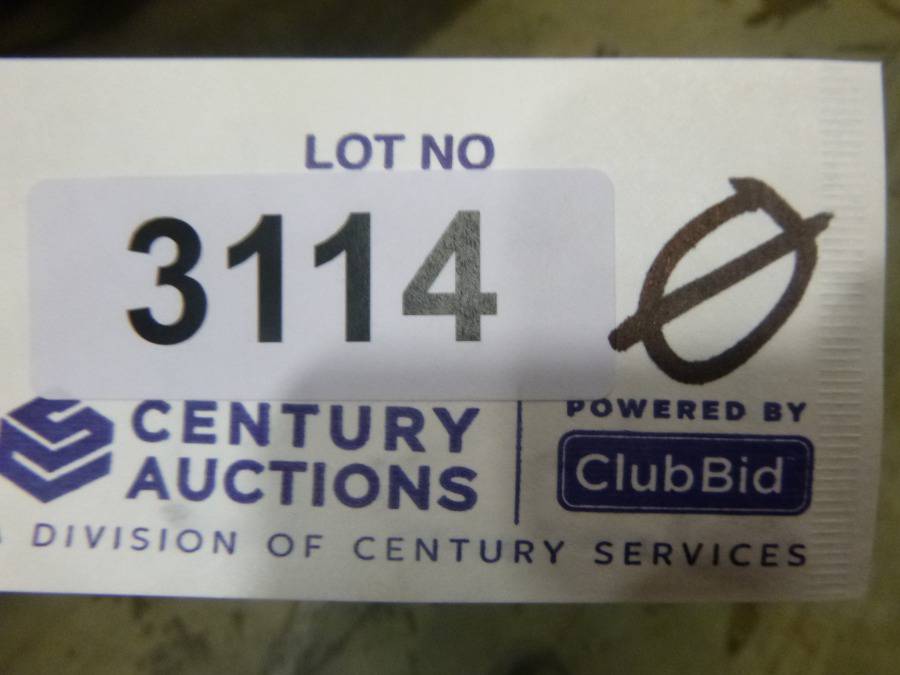 LOT NO
3114 Ø
CENTURY
AUCTIONS
POWERED BY
ClubBid
DIVISION OF CENTURY SERVICES